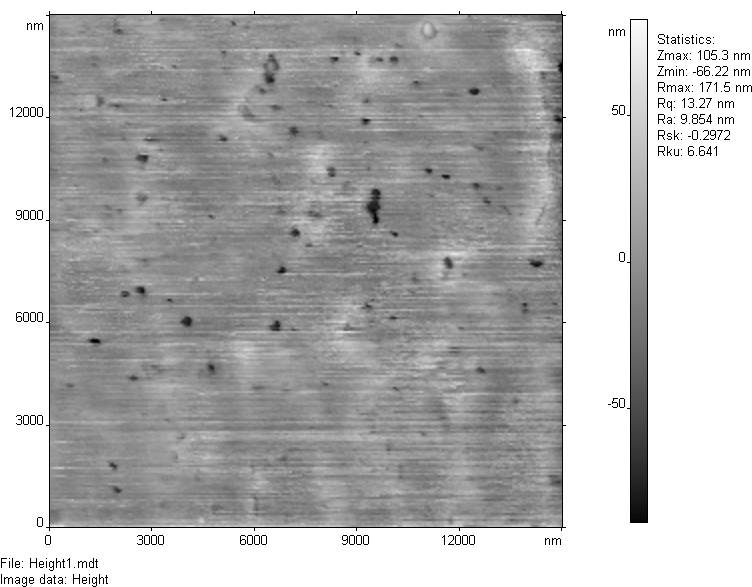 nm
12000
9000
6000
3000
0
0 3000 6000 9000 12000 nm
nm
50
0
-50
Statistics:
Zmax: 105.3 nm
Zmin: -66.22 nm
Rmax: 171.5 nm
Rq: 13.27 nm
Ra: 9.854 nm
Rsk: -0.2972
Rku: 6.641
File: Height1.mdt
Image data: Height